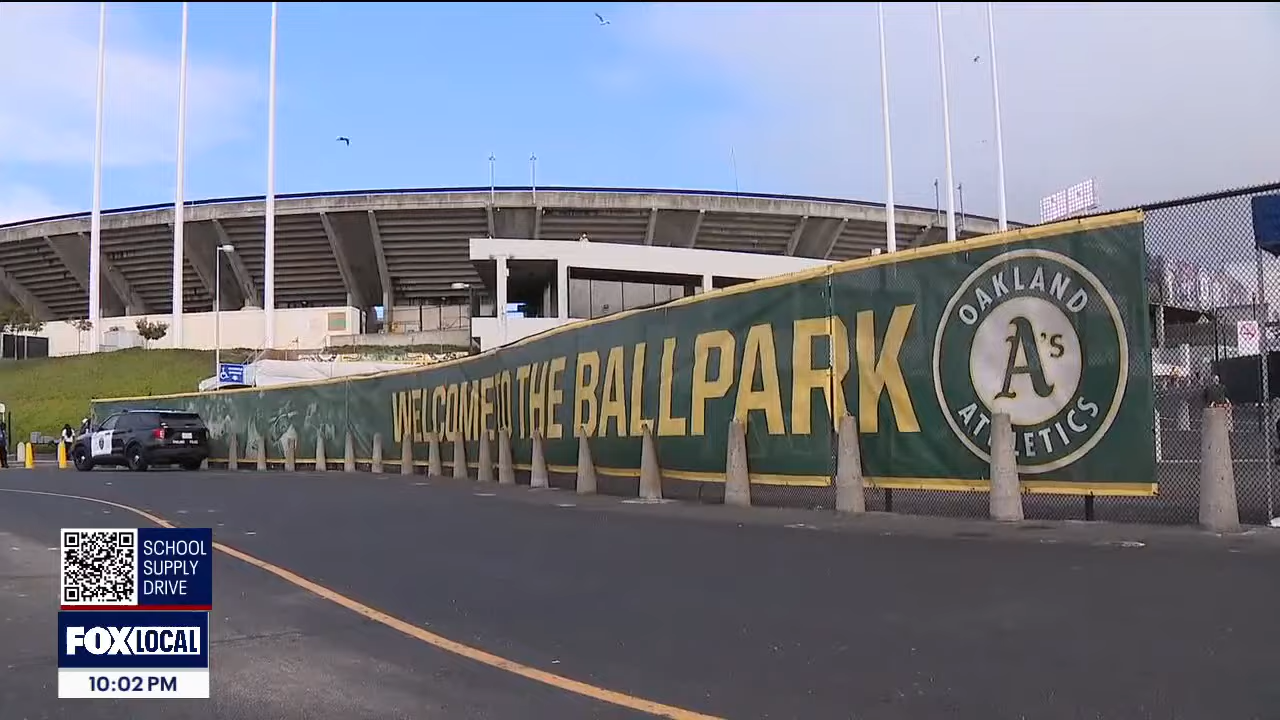 WELCOME TO THE BALLPARK
OAKLAND
A's
ATHLETICS
SCHOOL
SUPPLY
DRIVE
FOX LOCAL
10:02 PM